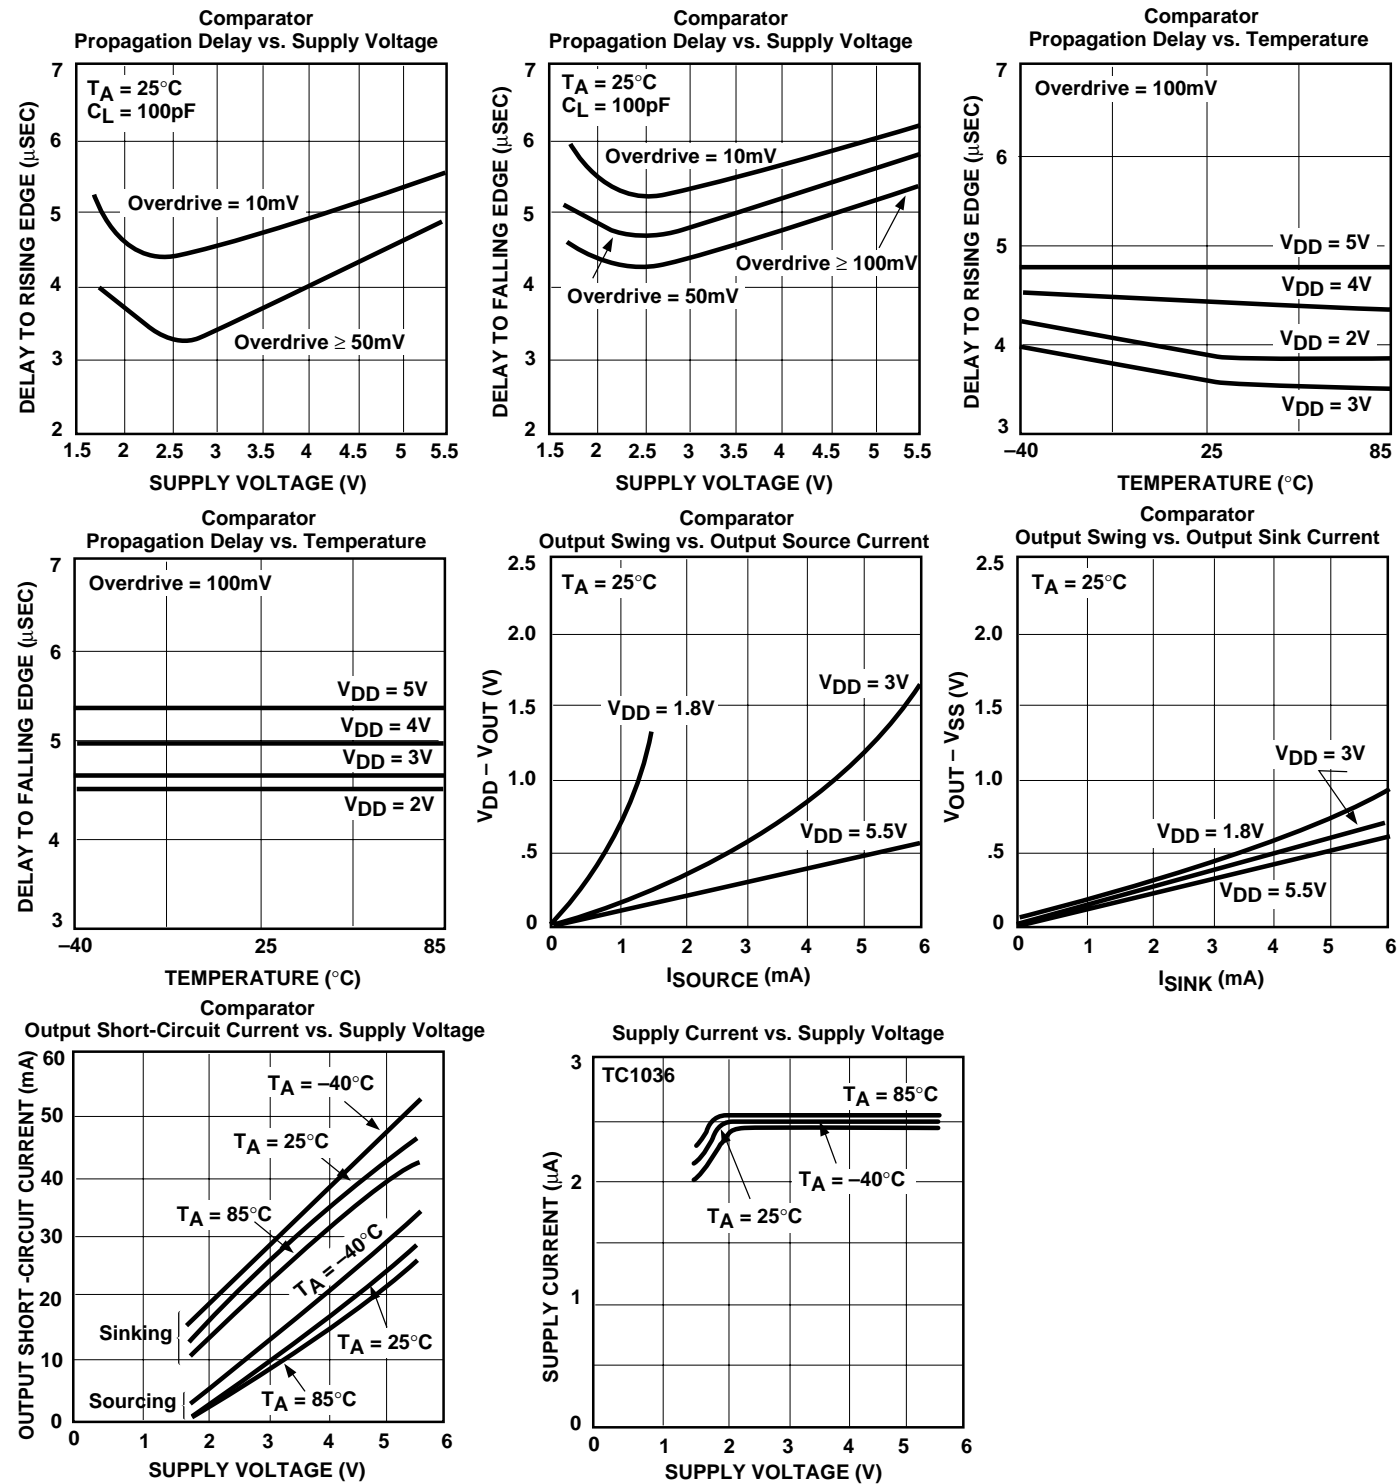 Comparator
Propagation Delay vs. Supply Voltage
7
6
5
4
3
2
DELAY TO RISING EDGE (µSEC)
TA = 25°C
CL = 100pF
Overdrive = 10mV
Overdrive ≥ 50mV
1.5 2 2.5 3 3.5 4 4.5 5 5.5
SUPPLY VOLTAGE (V)
Comparator
Propagation Delay vs. Supply Voltage
7
6
5
4
3
2
DELAY TO FALLING EDGE (µSEC)
TA = 25°C
CL = 100pF
Overdrive = 10mV
Overdrive ≥ 100mV
Overdrive = 50mV
1.5 2 2.5 3 3.5 4 4.5 5 5.5
SUPPLY VOLTAGE (V)
Comparator
Propagation Delay vs. Temperature
7
6
5
4
3
DELAY TO RISING EDGE (µSEC)
Overdrive = 100mV
VDD = 5V
VDD = 4V
VDD = 2V
VDD = 3V
–40 25 85
TEMPERATURE (°C)
Comparator
Propagation Delay vs. Temperature
7
6
5
4
3
DELAY TO FALLING EDGE (µSEC)
Overdrive = 100mV
VDD = 5V
VDD = 4V
VDD = 3V
VDD = 2V
–40 25 85
TEMPERATURE (°C)
Comparator
Output Swing vs. Output Source Current
2.5
2.0
1.5
1.0
.5
0
VDD – VOUT (V)
TA = 25°C
VDD = 3V
VDD = 1.8V
VDD = 5.5V
0 1 2 3 4 5 6
ISOURCE (mA)
Comparator
Output Swing vs. Output Sink Current
2.5
2.0
1.5
1.0
.5
0
VOUT – VSS (V)
TA = 25°C
VDD = 3V
VDD = 1.8V
VDD = 5.5V
0 1 2 3 4 5 6
ISINK (mA)
Comparator
Output Short-Circuit Current vs. Supply Voltage
60
50
40
30
20
10
0
OUTPUT SHORT -CIRCUIT CURRENT (mA)
TA = –40°C
TA = 25°C
TA = 85°C
TA = –40°C
Sinking
TA = 25°C
Sourcing
TA = 85°C
0 1 2 3 4 5 6
SUPPLY VOLTAGE (V)
Supply Current vs. Supply Voltage
3
2
1
0
SUPPLY CURRENT (µA)
TC1036
TA = 85°C
TA = –40°C
TA = 25°C
0 1 2 3 4 5 6
SUPPLY VOLTAGE (V)